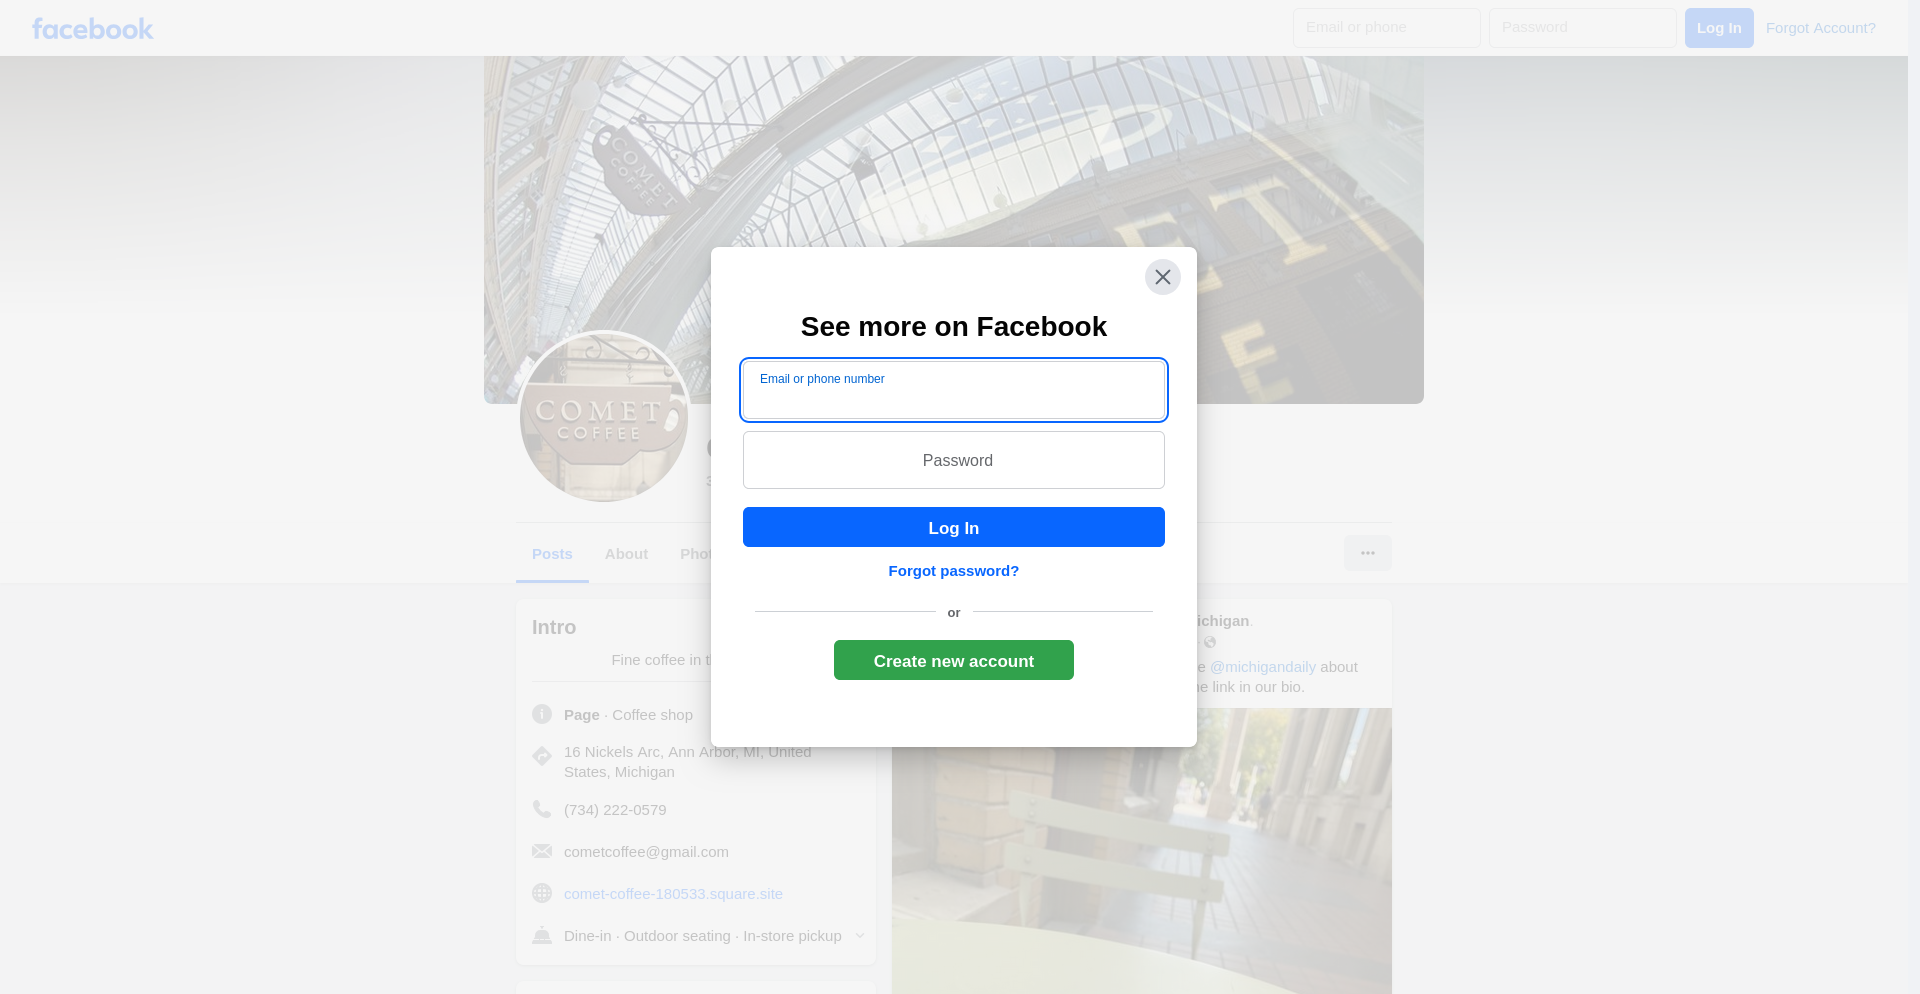 facebook
Email or phone
Password
Log In
Forgot Account?
COMET
COFFEE
E T
E
See more on Facebook
Email or phone number
COMET
COFFEE
Password
Log In
Posts
About
Forgot password?
or
Intro
ichigan.
Create new account
Fine coffee in
@michigandaily about
link in our bio.
Page · Coffee shop
16 Nickels Arc, Ann Arbor, MI, United
States, Michigan
(734) 222-0579
cometcoffee@gmail.com
comet-coffee-180533.square.site
Dine-in · Outdoor seating · In-store pickup